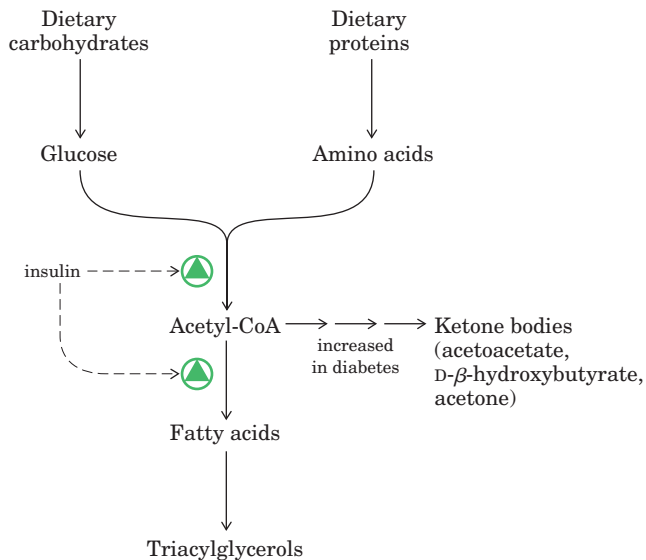 Dietary
carbohydrates
Dietary
proteins
Glucose
Amino acids
insulin
Acetyl-CoA
increased
in diabetes
Ketone bodies
(acetoacetate,
D-β-hydroxybutyrate,
acetone)
Fatty acids
Triacylglycerols